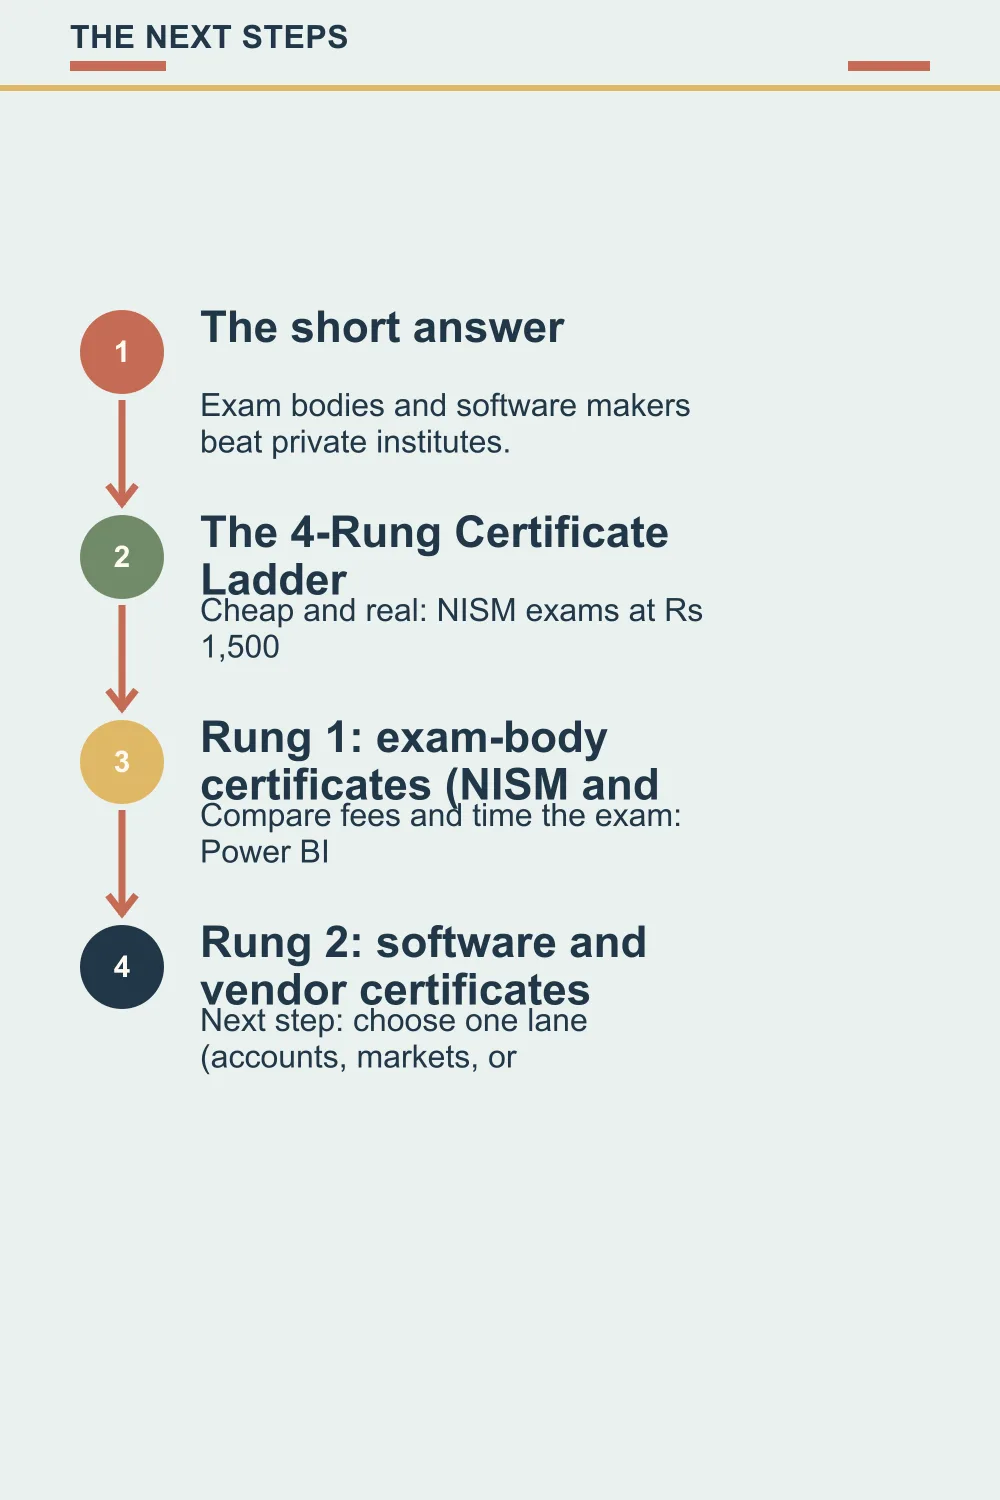 THE NEXT STEPS
1
The short answer
Exam bodies and software makers
beat private institutes.
2
The 4-Rung Certificate
Ladder
Cheap and real: NISM exams at Rs
1,500
3
Rung 1: exam-body
certificates (NISM and
Compare fees and time the exam:
Power BI
4
Rung 2: software and
vendor certificates
Next step: choose one lane
(accounts, markets, or